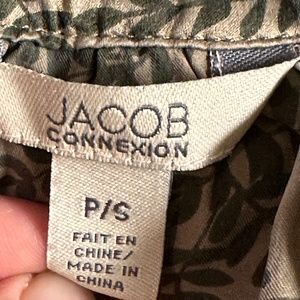 JACOB
CONNEXION
P/S
FAIT EN
CHINE/
MADE IN
CHINA